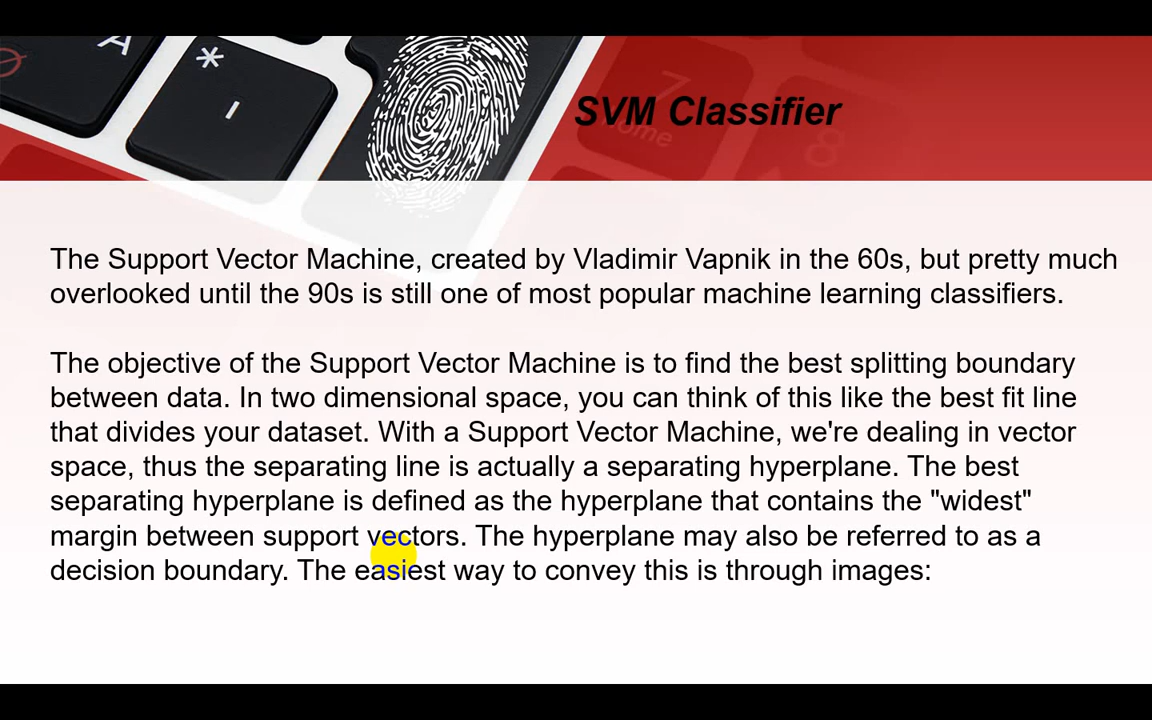 A
*
-
7
Home
8
SVM Classifier
The Support Vector Machine, created by Vladimir Vapnik in the 60s, but pretty much
overlooked until the 90s is still one of most popular machine learning classifiers.
The objective of the Support Vector Machine is to find the best splitting boundary
between data. In two dimensional space, you can think of this like the best fit line
that divides your dataset. With a Support Vector Machine, we're dealing in vector
space, thus the separating line is actually a separating hyperplane. The best
separating hyperplane is defined as the hyperplane that contains the "widest"
margin between support vectors. The hyperplane may also be referred to as a
decision boundary. The easiest way to convey this is through images: